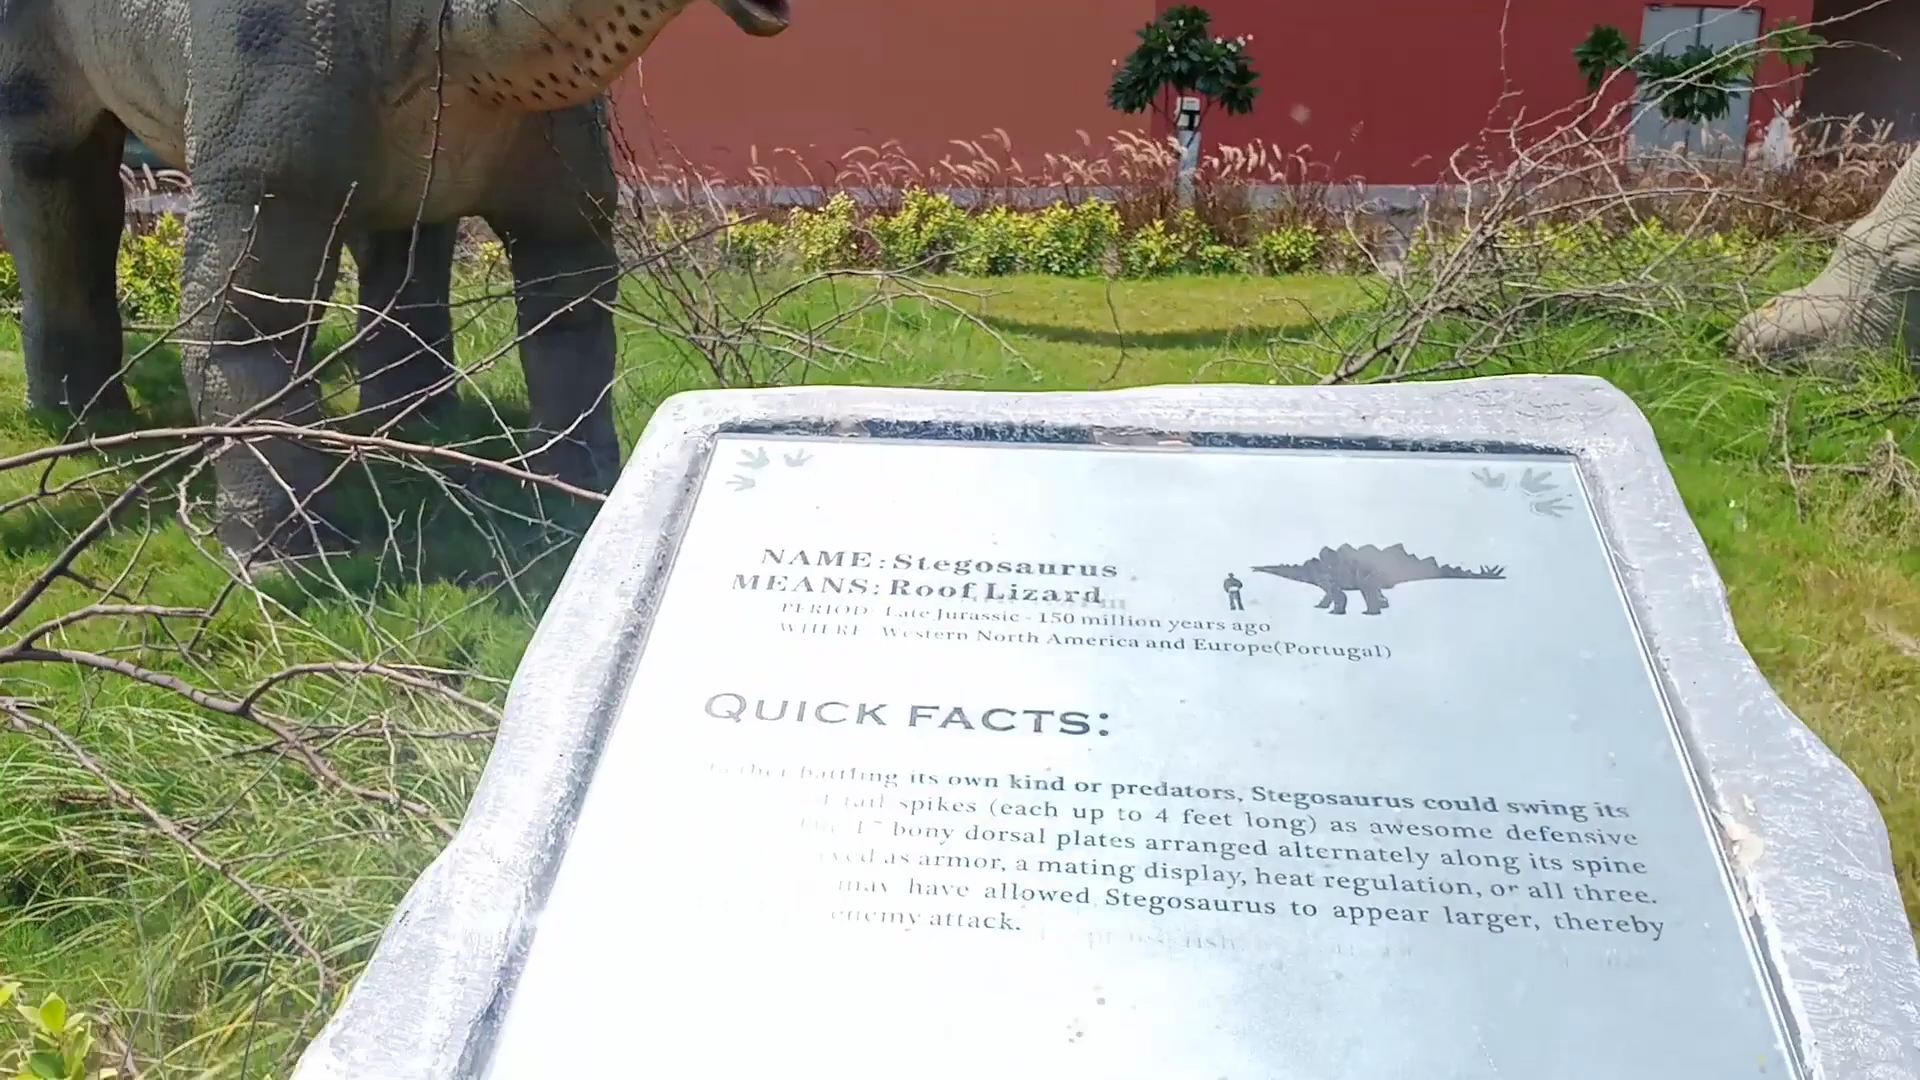 NAME: Stegosaurus
MEANS: Roof Lizard
PERIOD: Late Jurassic - 150 million years ago
WHERE Western North America and Europe(Portugal)
QUICK FACTS:
battling its own kind or predators, Stegosaurus could swing its
tail spikes (each up to 4 feet long) as awesome defensive
bony dorsal plates arranged alternately along its spine
as armor, a mating display, heat regulation, or all three.
may have allowed Stegosaurus to appear larger, thereby
enemy attack.